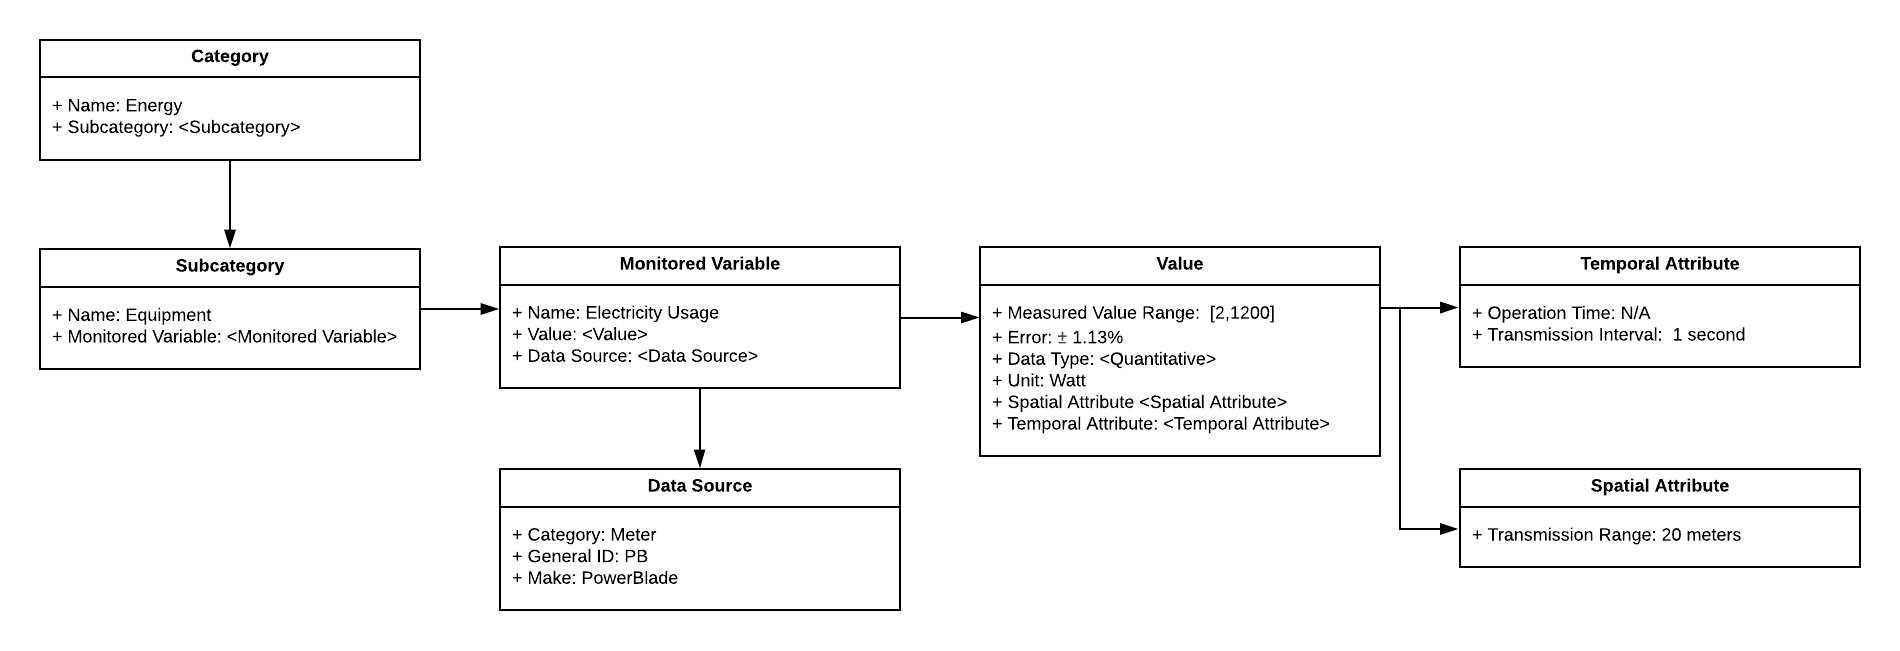 Category
+ Name: Energy
+ Subcategory: <Subcategory>
Subcategory
+ Name: Equipment
+ Monitored Variable: <Monitored Variable>
Monitored Variable
+ Name: Electricity Usage
+ Value: <Value>
+ Data Source: <Data Source>
Data Source
+ Category: Meter
+ General ID: PB
+ Make: PowerBlade
Value
+ Measured Value Range:  [2,1200]
+ Error: ± 1.13%
+ Data Type: <Quantitative>
+ Unit: Watt
+ Spatial Attribute <Spatial Attribute>
+ Temporal Attribute: <Temporal Attribute>
Temporal Attribute
+ Operation Time: N/A
+ Transmission Interval:  1 second
Spatial Attribute
+ Transmission Range: 20 meters